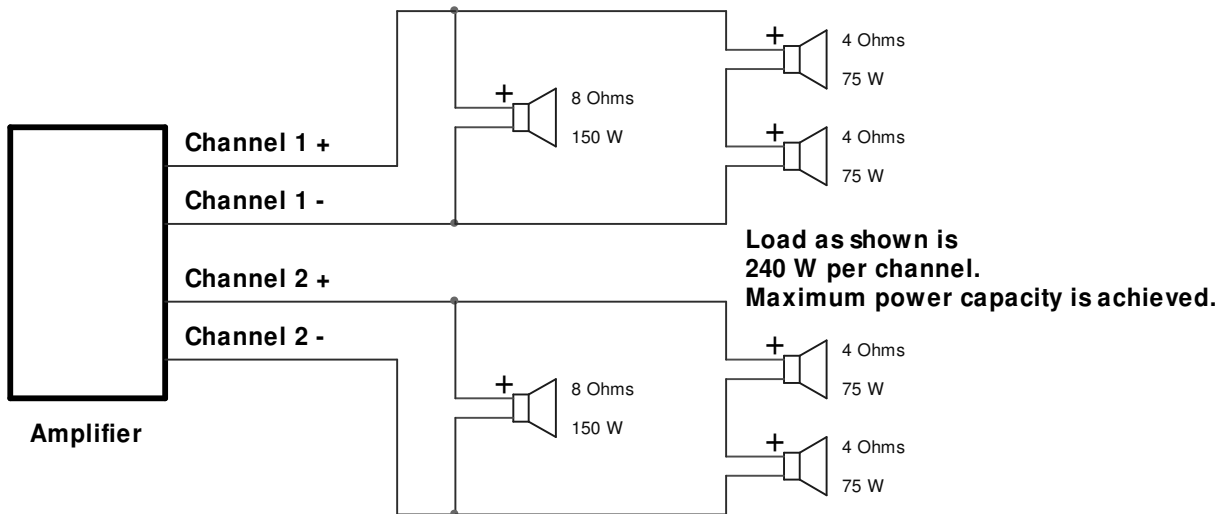 + 4 Ohms
75 W
+ 8 Ohms
150 W
+ 4 Ohms
75 W
Channel 1 +
Channel 1 -
Load as shown is
240 W per channel.
Maximum power capacity is achieved.
Channel 2 +
Channel 2 -
+ 4 Ohms
75 W
+ 8 Ohms
150 W
+ 4 Ohms
75 W
Amplifier